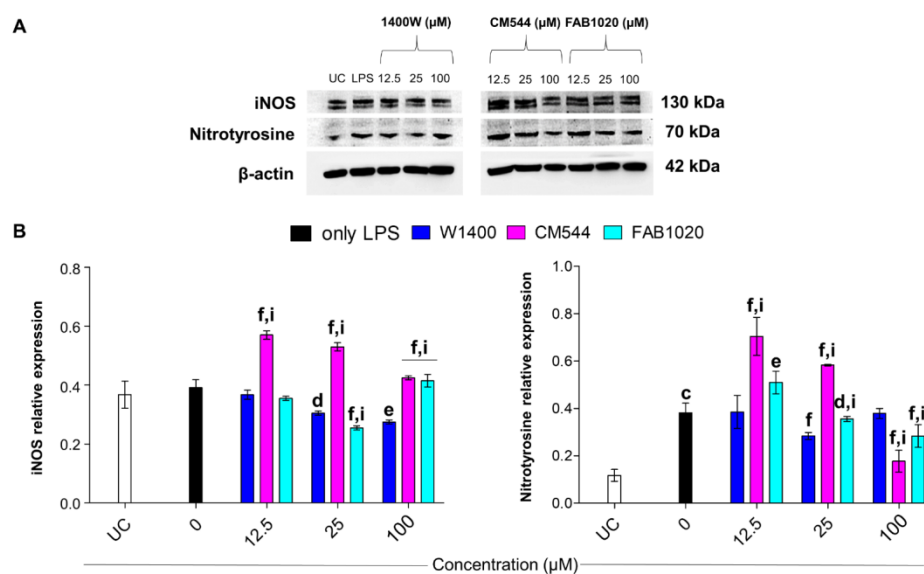 A
1400W (µM)
CM544 (µM) FAB1020 (µM)
UC LPS 12.5 25 100
12.5 25 100 12.5 25 100
iNOS
130 kDa
Nitrotyrosine
70 kDa
β-actin
42 kDa
B
only LPS W1400 CM544 FAB1020
iNOS relative expression
0.8
0.6
0.4
0.2
0.0
f,i
f,i
f,i
d
f,i
e
UC 0 12.5 25 100
Nitrotyrosine relative expression
1.0
0.8
0.6
0.4
0.2
0.0
c
f,i
e
f,i
f
d,i
f,i
f,i
UC 0 12.5 25 100
Concentration (µM)